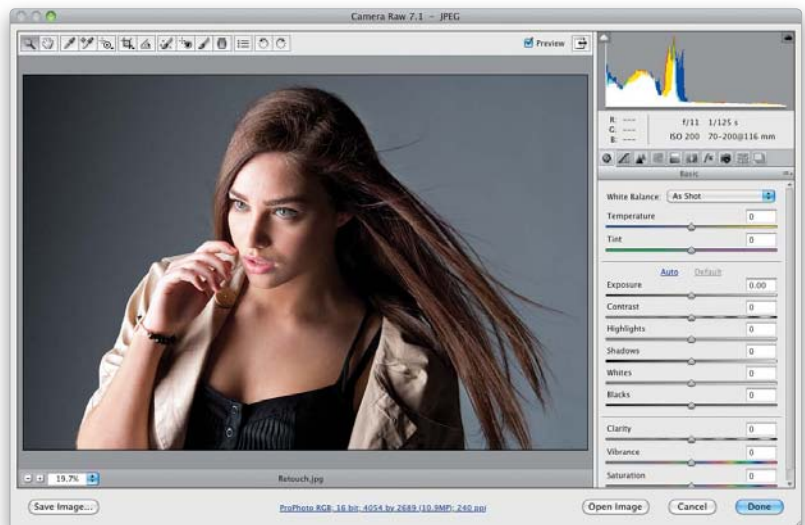 Camera Raw 7.1 - JPEG
Preview
R: ---
G: ---
B: ---
f/11 1/125 s
ISO 200 70-200@116 mm
Basic
White Balance: As Shot
Temperature 0
Tint 0
Auto Default
Exposure 0.00
Contrast 0
Highlights 0
Shadows 0
Whites 0
Blacks 0
Clarity 0
Vibrance 0
Saturation 0
19.7%
Retouch.jpg
Save Image...
ProPhoto RGB; 16 bit; 4054 by 2689 (10.9MP); 240 ppi
Open Image
Cancel
Done